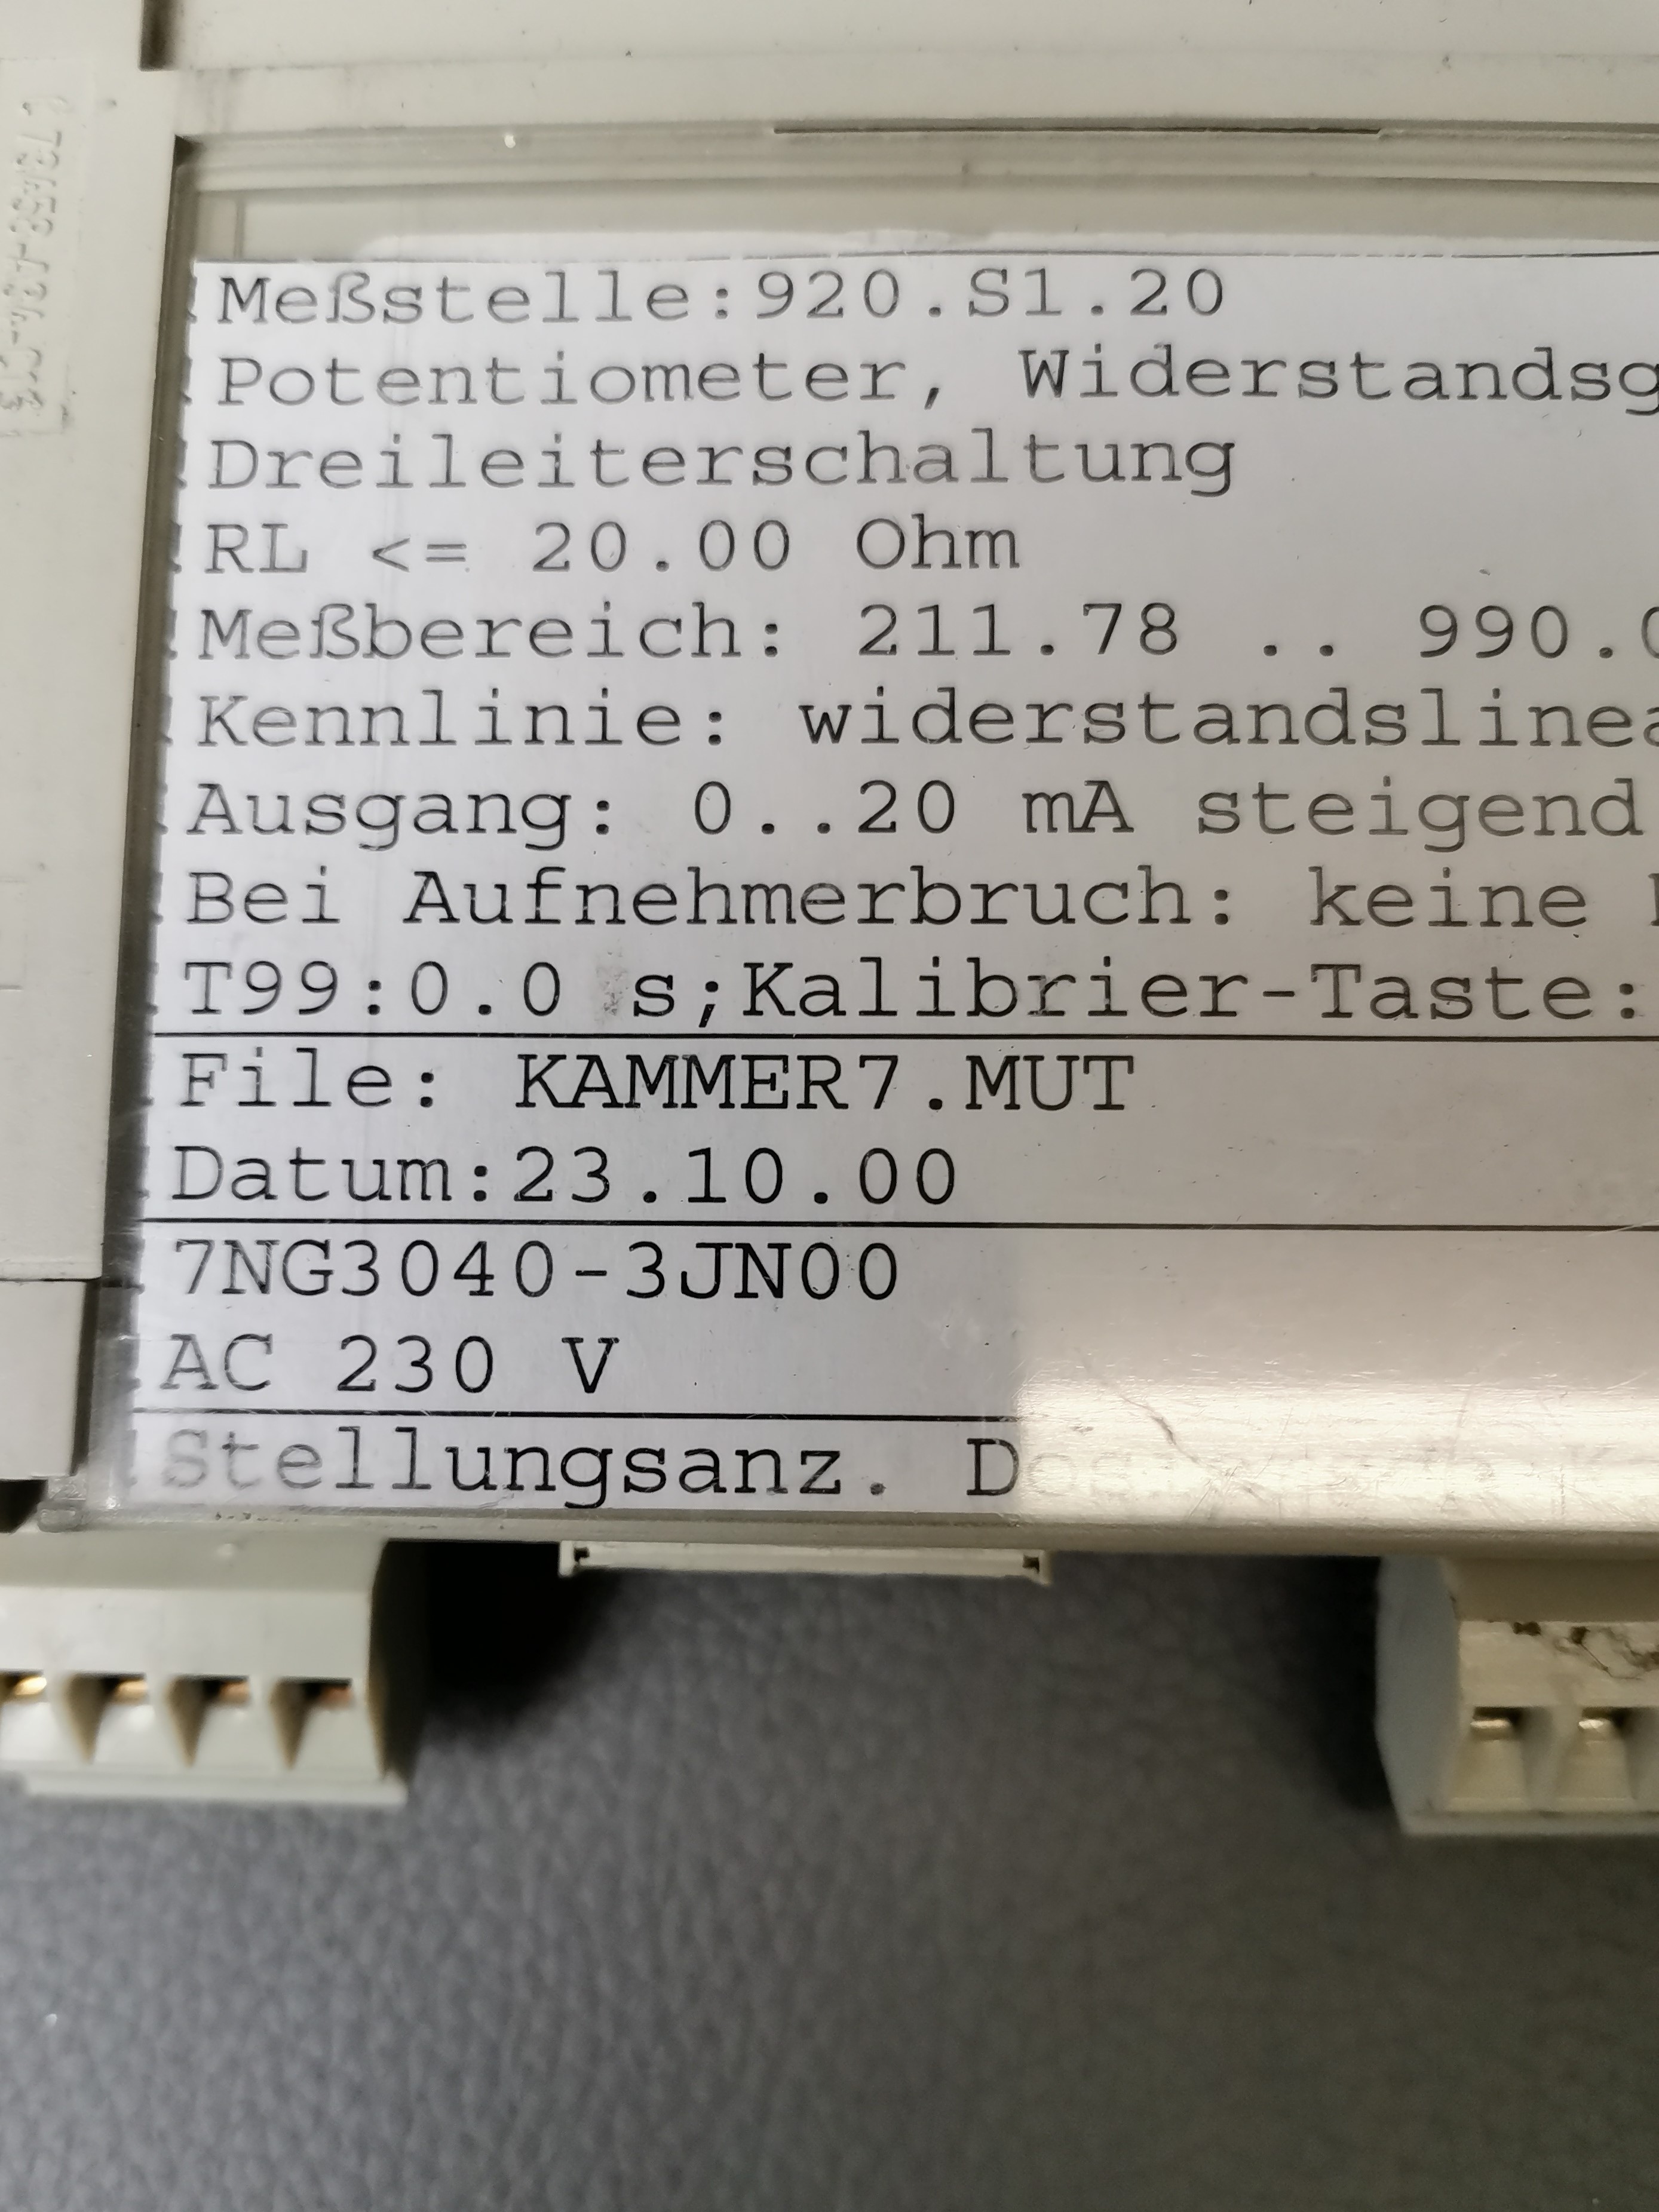 Meßstelle:920.S1.20
Potentiometer, Widerstandsg
Dreileiterschaltung
RL <= 20.00 Ohm
Meßbereich: 211.78 .. 990.0
Kennlinie: widerstandslinea
Ausgang: 0..20 mA steigend
Bei Aufnehmerbruch: keine
T99:0.0 s;Kalibrier-Taste:
File: KAMMER7.MUT
Datum:23.10.00
7NG3040-3JN00
AC 230 V
Stellungsanz.